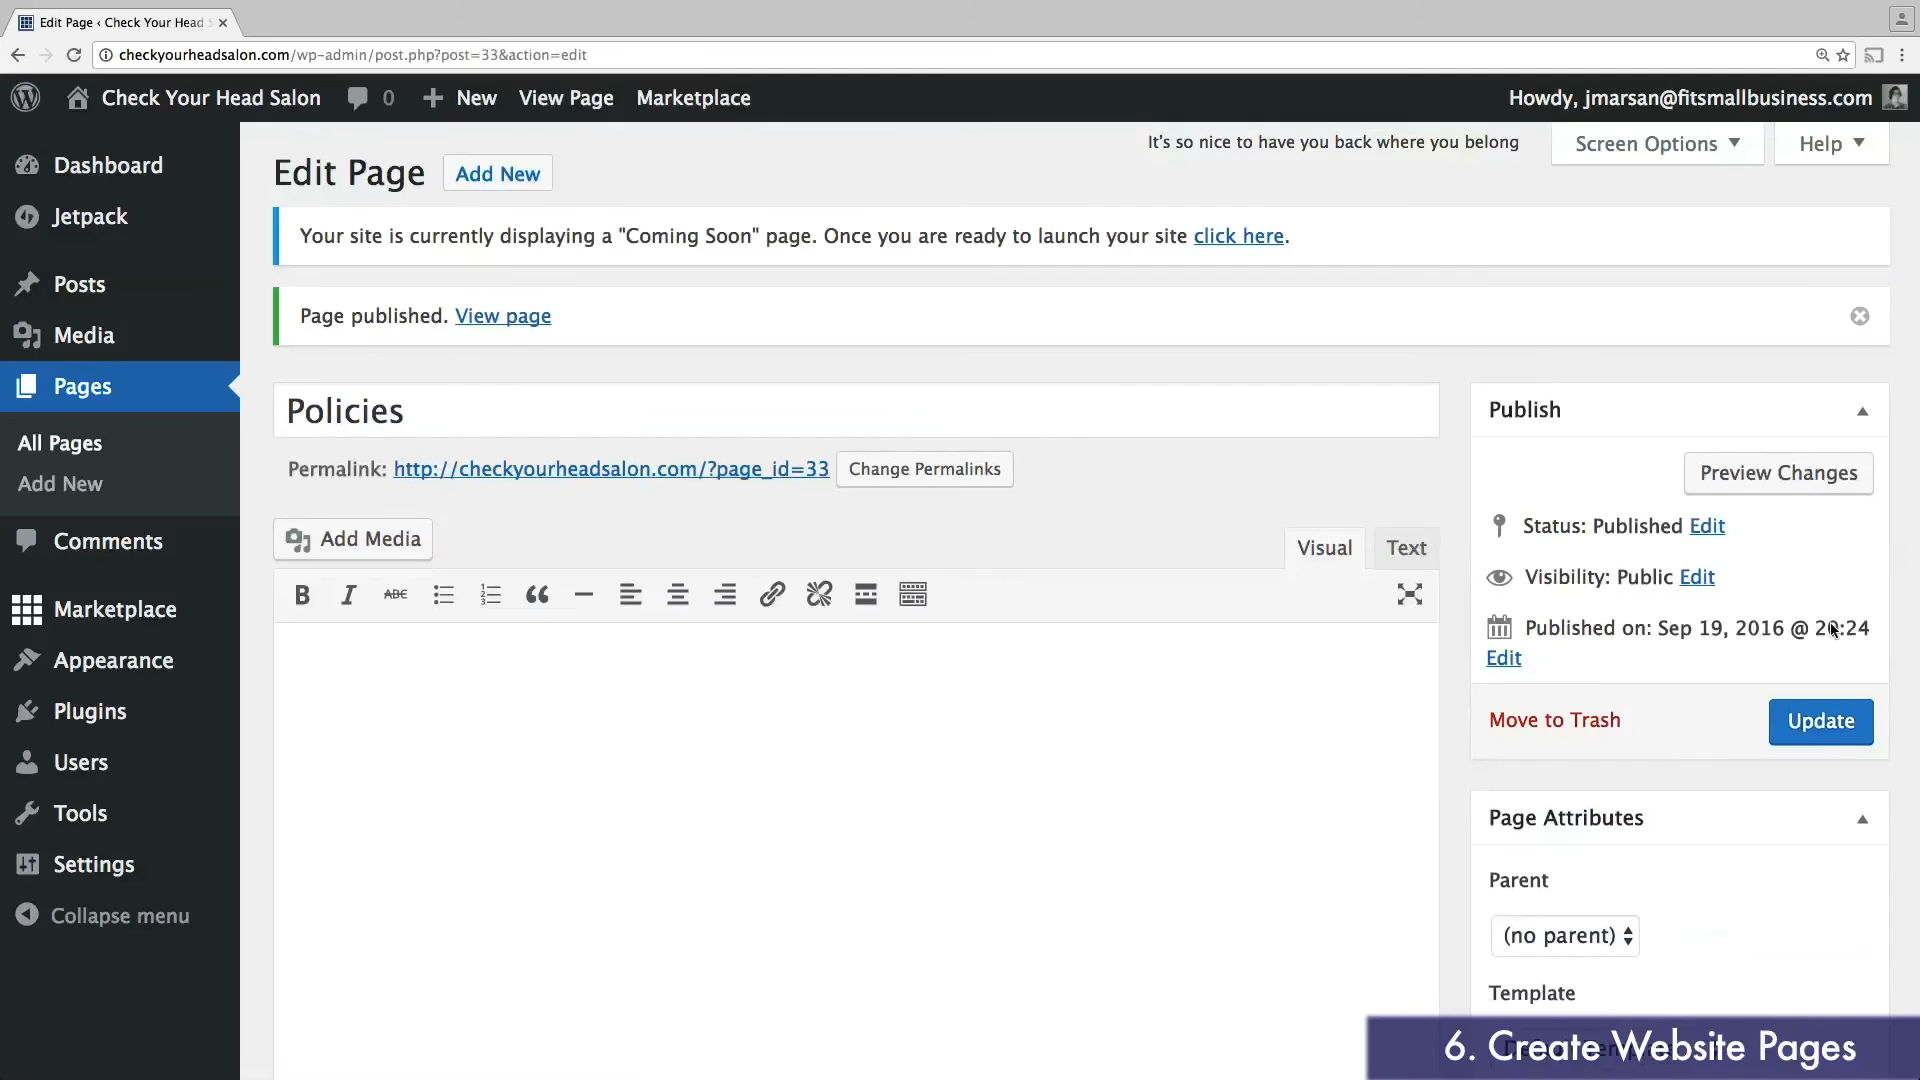 Edit Page ‹ Check Your Head S
checkyourheadsalon.com/wp-admin/post.php?post=33&action=edit
Check Your Head Salon 0 New View Page Marketplace Howdy, jmarsan@fitsmallbusiness.com
It's so nice to have you back where you belong Screen Options Help
Dashboard
Jetpack
Posts
Media
Pages
All Pages
Add New
Comments
Marketplace
Appearance
Plugins
Users
Tools
Settings
Collapse menu
Edit Page Add New
Your site is currently displaying a "Coming Soon" page. Once you are ready to launch your site click here.
Page published. View page
Policies
Permalink: http://checkyourheadsalon.com/?page_id=33 Change Permalinks
Add Media Visual Text
B I ABC
Publish
Preview Changes
Status: Published Edit
Visibility: Public Edit
Published on: Sep 19, 2016 @
Edit
Move to Trash Update
Page Attributes
Parent
(no parent)
Template
6. Create Website Pages